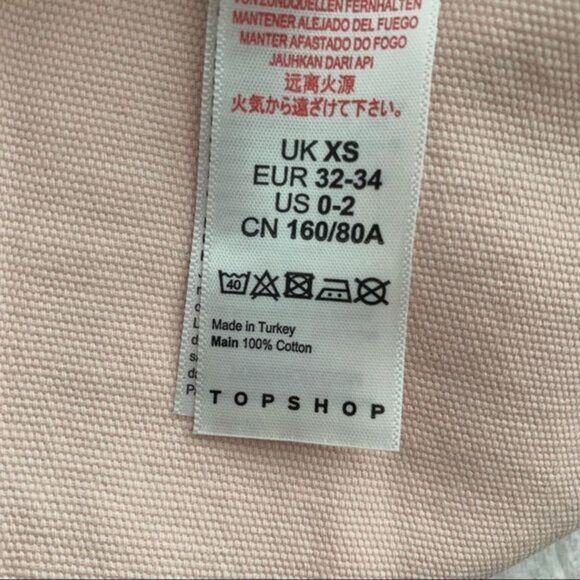 VON ZUNDQUELLEN FERNHALTEN
MANTENER ALEJADO DEL FUEGO
MANTER AFASTADO DO FOGO
JAUHKAN DARI API
远离火源
火気から遠ざけて下さい。
UK XS
EUR 32-34
US 0-2
CN 160/80A
40
Made in Turkey
Main 100% Cotton
TOPSHOP